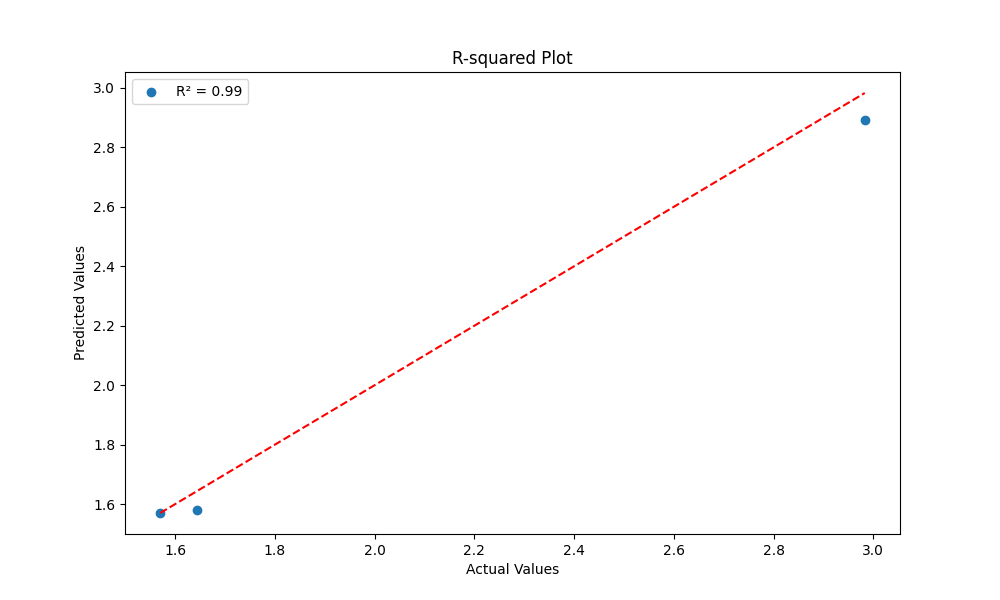 R-squared Plot
R² = 0.99
3.0
2.8
2.6
2.4
2.2
2.0
1.8
1.6
Predicted Values
1.6 1.8 2.0 2.2 2.4 2.6 2.8 3.0
Actual Values